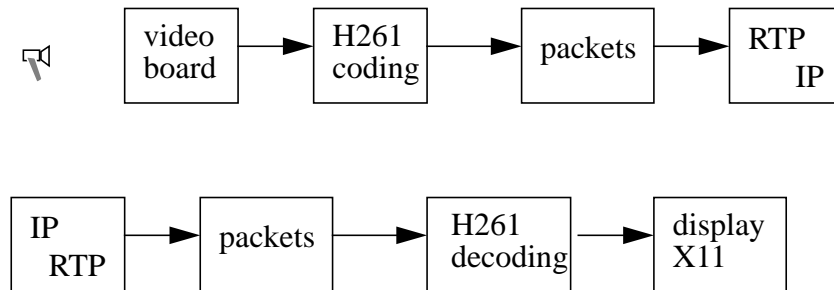 video
board
H261
coding
packets
RTP
IP
IP
RTP
packets
H261
decoding
display
X11